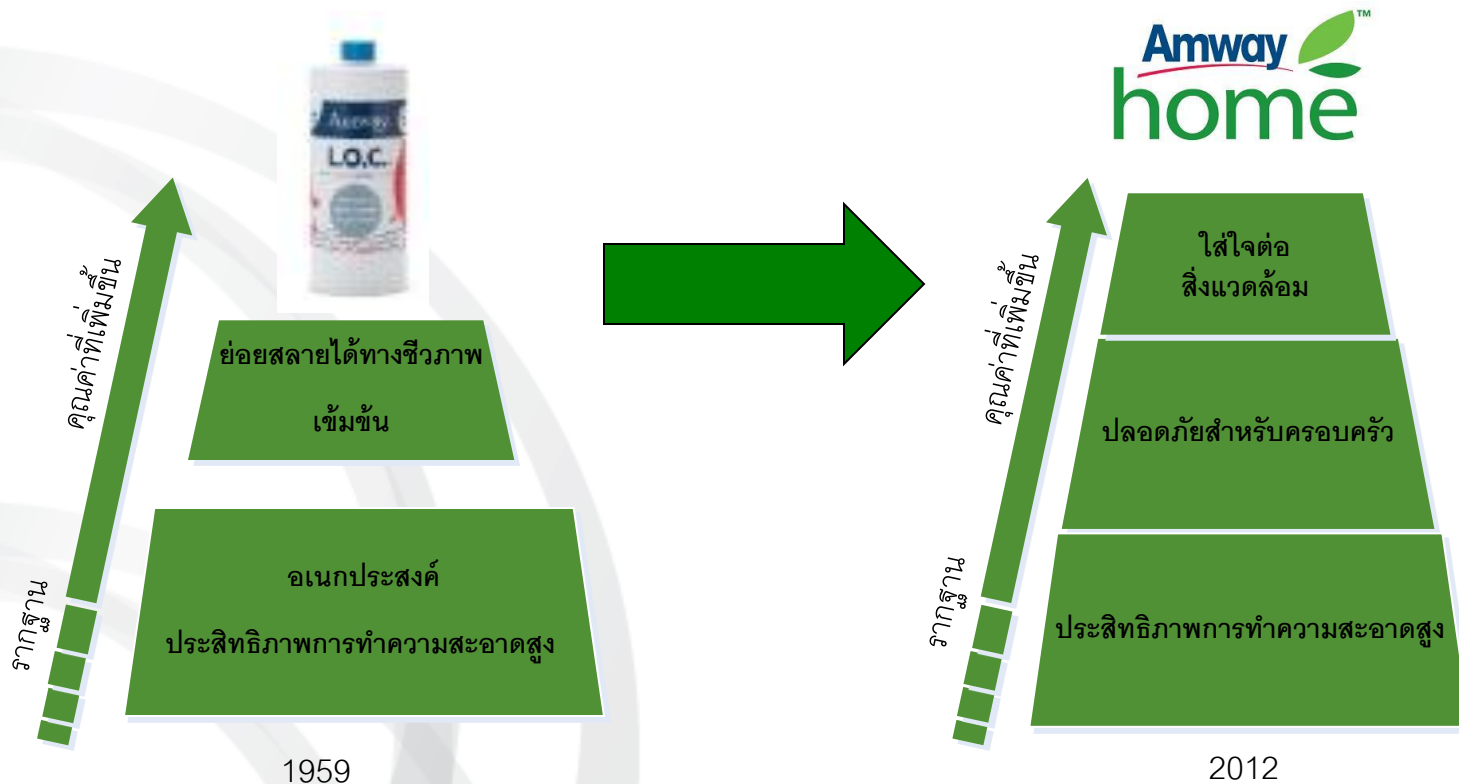 Amway
L.O.C.
คุณค่าที่เพิ่มขึ้น
รากฐาน
ย่อยสลายได้ทางชีวภาพ
เข้มข้น
อเนกประสงค์
ประสิทธิภาพการทำความสะอาดสูง
1959
Amway
home™
คุณค่าที่เพิ่มขึ้น
รากฐาน
ใส่ใจต่อ
สิ่งแวดล้อม
ปลอดภัยสำหรับครอบครัว
ประสิทธิภาพการทำความสะอาดสูง
2012